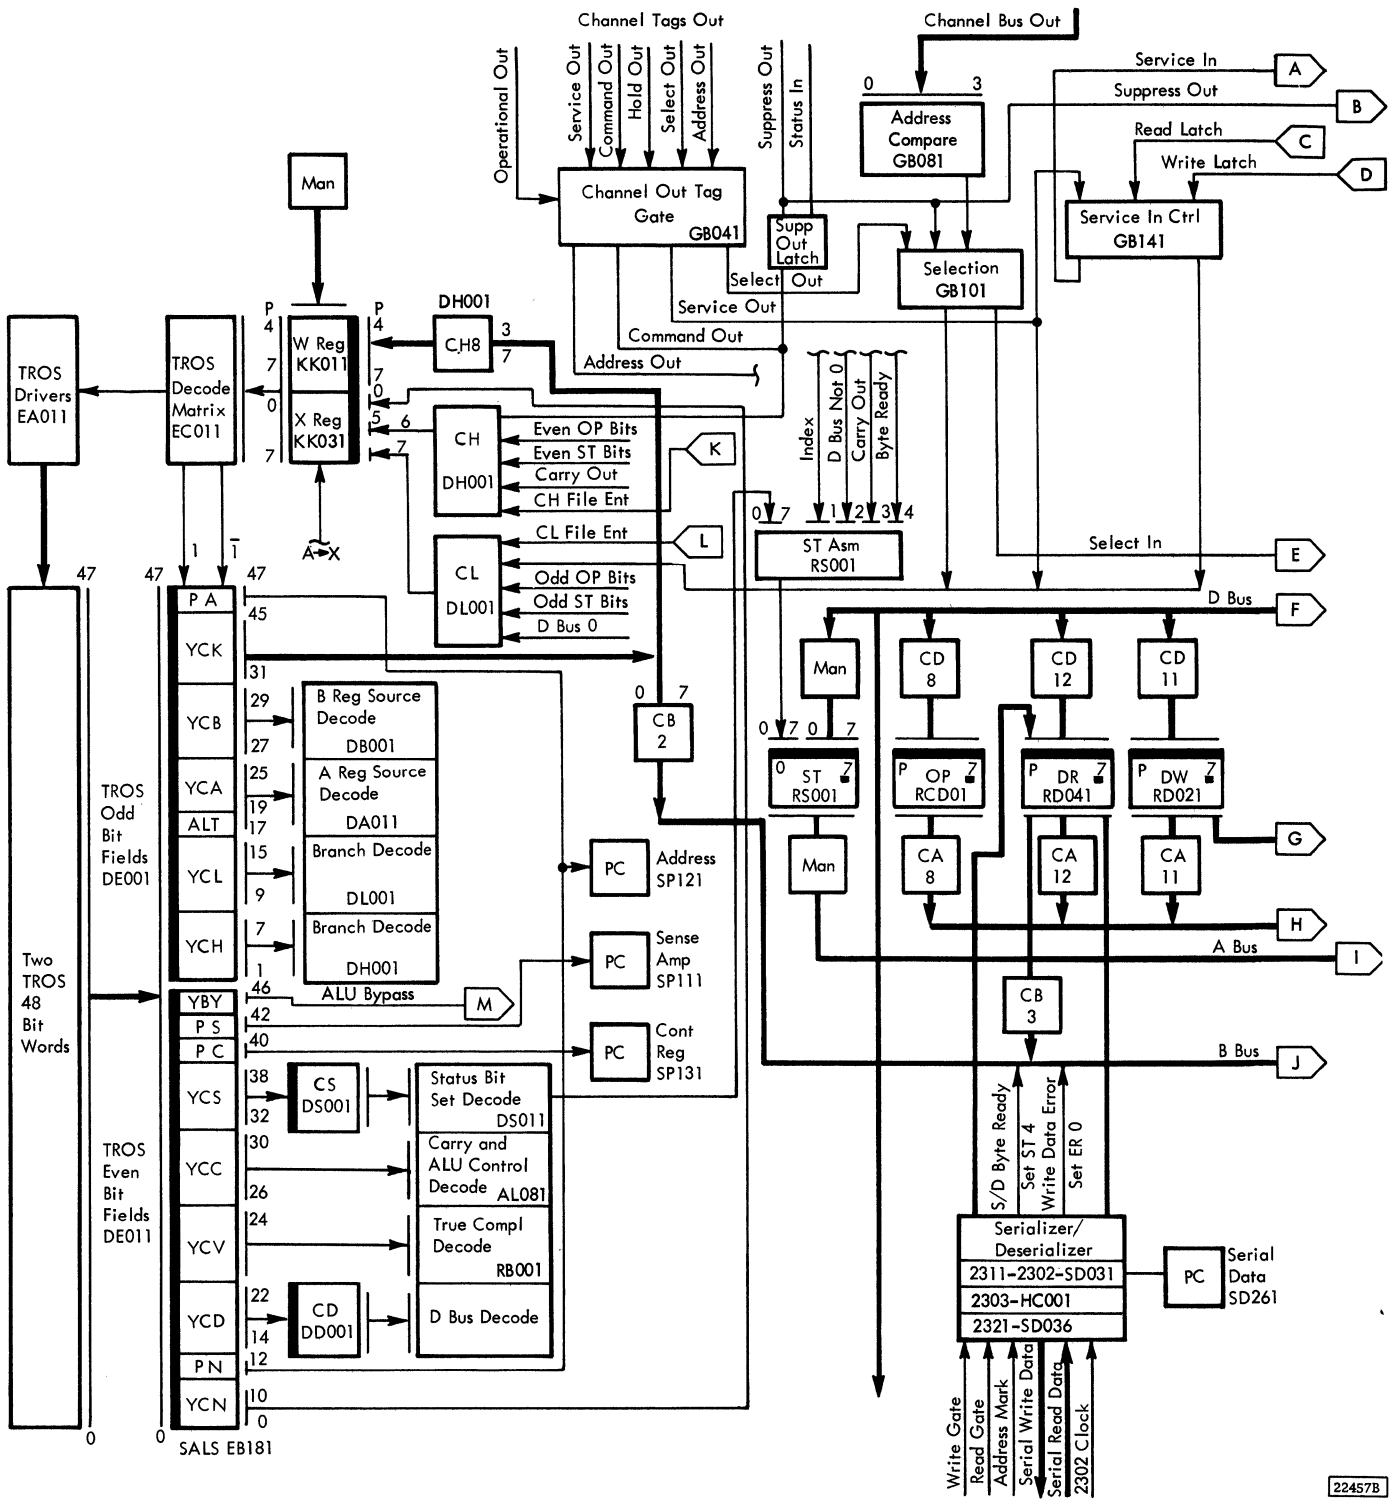 Channel Tags Out
Channel Bus Out
Operational Out
Service Out
Command Out
Hold Out
Select Out
Address Out
Suppress Out
Status In
0 3
Address
Compare
GB081
Service In
A
Suppress Out
B
Read Latch
C
Write Latch
D
Man
Channel Out Tag
Gate
GB041
Supp
Out
Latch
Service In Ctrl
GB141
Selection
GB101
Select Out
Service Out
Command Out
Address Out
TROS
Drivers
EA011
TROS
Decode
Matrix
EC011
P
4
7
0
7
W Reg
KK011
X Reg
KK031
P
4
7
0
5
6
7
A→X
DH001
CH8
3
7
CH
DH001
Even OP Bits
Even ST Bits
Carry Out
CH File Ent
K
CL
DL001
CL File Ent
L
Odd OP Bits
Odd ST Bits
D Bus 0
Index
D Bus Not 0
Carry Out
Byte Ready
0 7 1 2 3 4
ST Asm
RS001
Select In
E
D Bus
F
1 1̅
47 47 47
P A
45
YCK
31
29
YCB
27
25
YCA
19
ALT
17
15
YCL
9
7
YCH
1
B Reg Source
Decode
DB001
A Reg Source
Decode
DA011
Branch Decode
DL001
Branch Decode
DH001
TROS
Odd
Bit
Fields
DE001
Two
TROS
48
Bit
Words
TROS
Even
Bit
Fields
DE011
0 7
CB
2
Man
CD
8
CD
12
CD
11
0 7 0 7
0 7
ST
RS001
P 7
OP
RCD01
P 7
DR
RD041
P 7
DW
RD021
G
Man
CA
8
CA
12
CA
11
H
A Bus
I
PC
Address
SP121
PC
Sense
Amp
SP111
PC
Cont
Reg
SP131
CB
3
B Bus
J
46
YBY
ALU Bypass
M
42
P S
40
P C
38
YCS
32
CS
DS001
Status Bit
Set Decode
DS011
30
YCC
26
Carry and
ALU Control
Decode
AL081
24
YCV
True Compl
Decode
RB001
22
YCD
14
CD
DD001
D Bus Decode
12
PN
10
YCN
0
0 0
SALS EB181
S/D Byte Ready
Set ST 4
Write Data Error
Set ER 0
Serializer/
Deserializer
2311-2302-SD031
2303-HC001
2321-SD036
PC
Serial
Data
SD261
Write Gate
Read Gate
Address Mark
Serial Write Data
Serial Read Data
2302 Clock
22457B